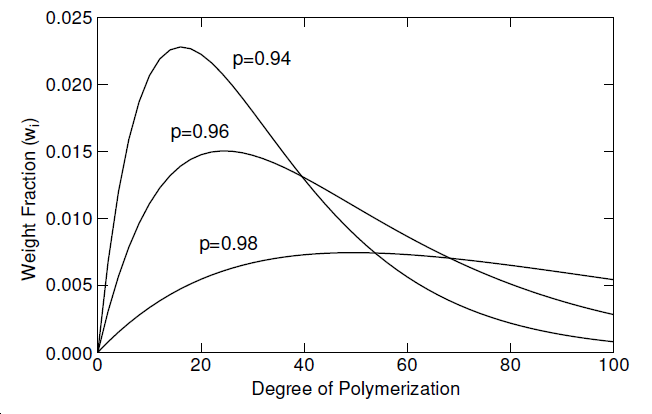 0.025
p=0.94
0.020
p=0.96
0.015
Weight Fraction (wi)
0.010
p=0.98
0.005
0.000
0 20 40 60 80 100
Degree of Polymerization